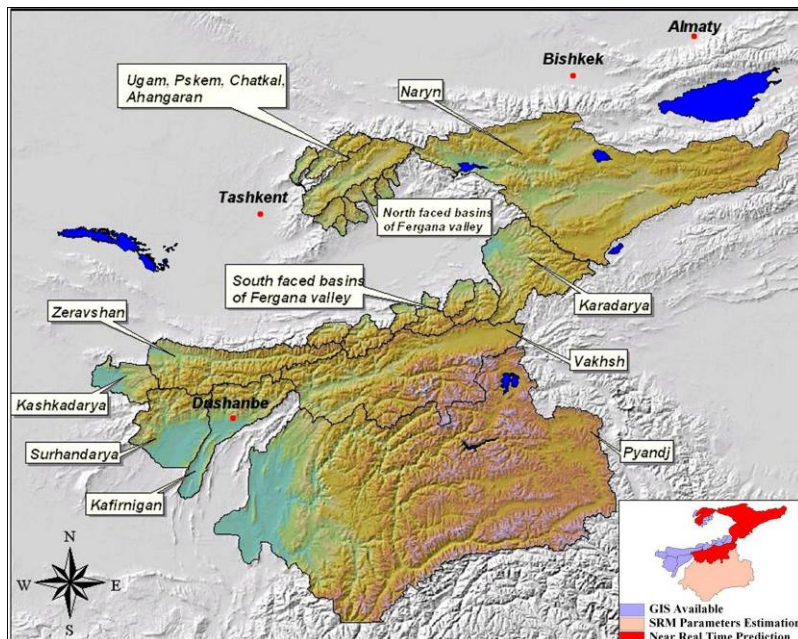 Almaty
Bishkek
Ugam, Pskem, Chatkal,
Ahangaran
Naryn
Tashkent
North faced basins
of Fergana valley
South faced basins
of Fergana valley
Karadarya
Zeravshan
Vakhsh
Kashkadarya
Dushanbe
Surhandarya
Pyandj
Kafirnigan
N
W
E
S
GIS Available
SRM Parameters Estimation
Near Real Time Prediction